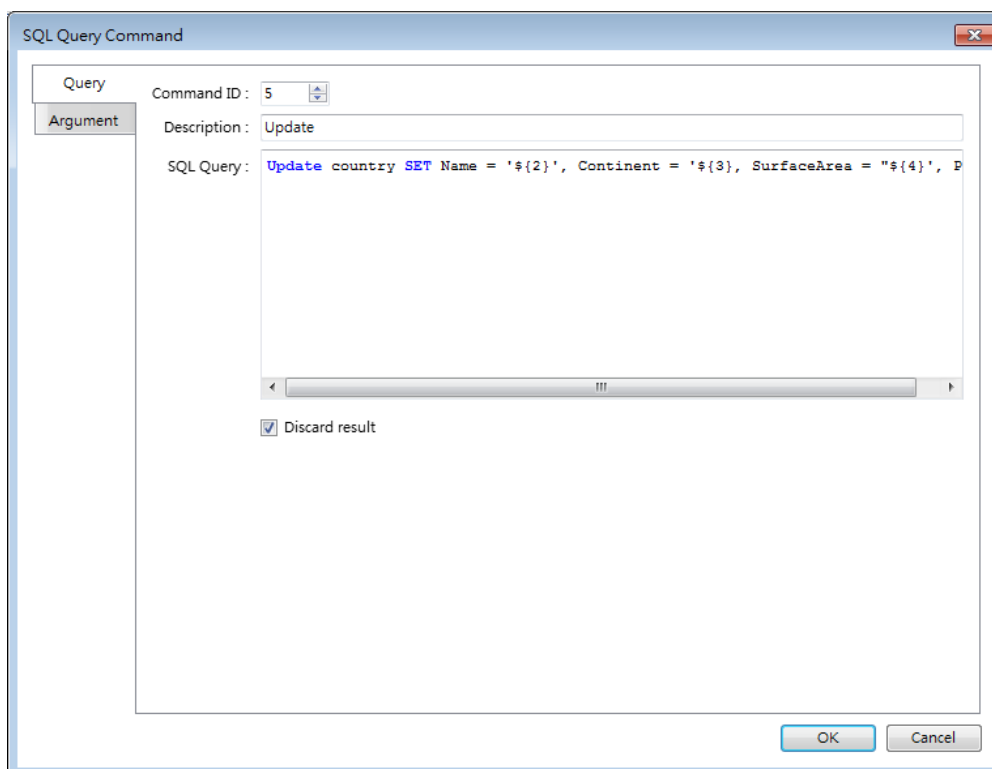 SQL Query Command
Query
Argument
Command ID : 5
Description : Update
SQL Query : Update country SET Name = '${2}', Continent = '${3}, SurfaceArea = "${4}', P
Discard result
OK
Cancel